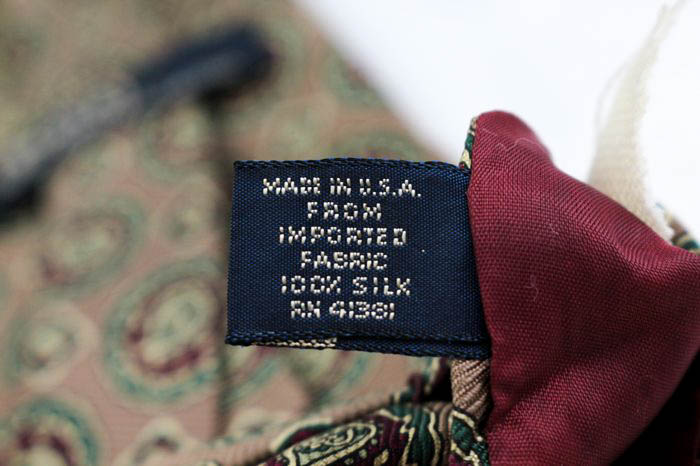 MADE IN U.S.A.
FROM
IMPORTED
FABRIC
100% SILK
RN 41381